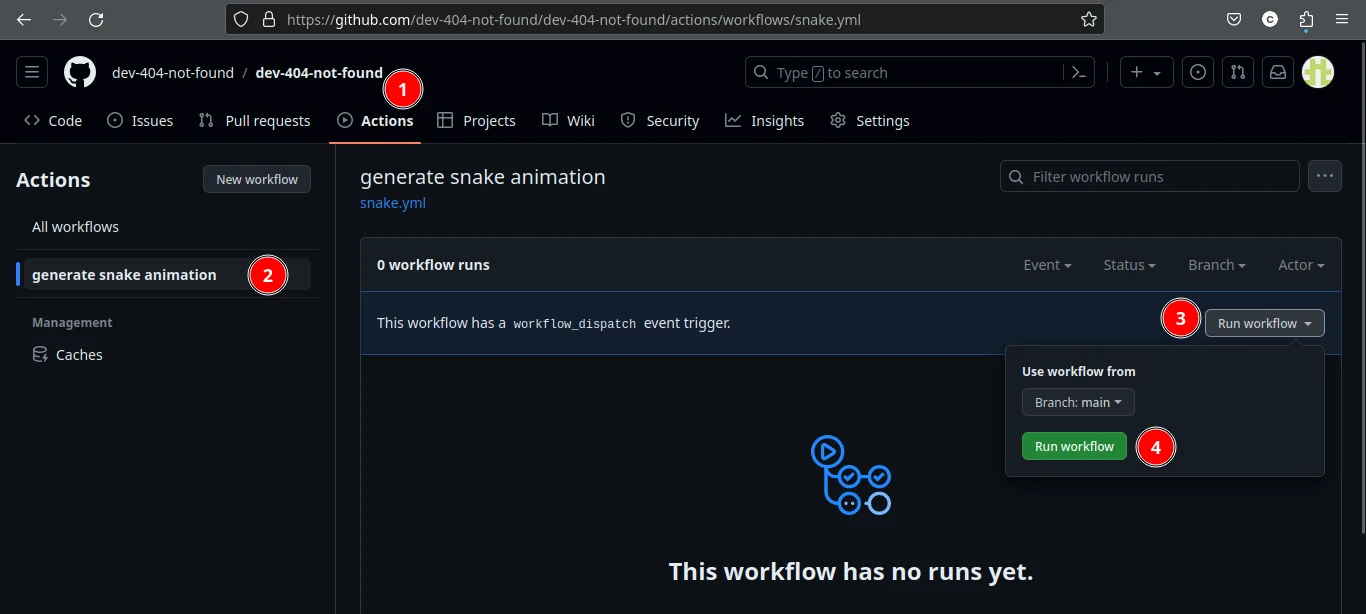 https://github.com/dev-404-not-found/dev-404-not-found/actions/workflows/snake.yml
C
dev-404-not-found / dev-404-not-found
Type / to search
1
Code Issues Pull requests Actions Projects Wiki Security Insights Settings
Actions
New workflow
All workflows
generate snake animation 2
Management
Caches
generate snake animation
snake.yml
Filter workflow runs
0 workflow runs
Event Status Branch Actor
This workflow has a workflow_dispatch event trigger.
3 Run workflow
Use workflow from
Branch: main
Run workflow 4
This workflow has no runs yet.